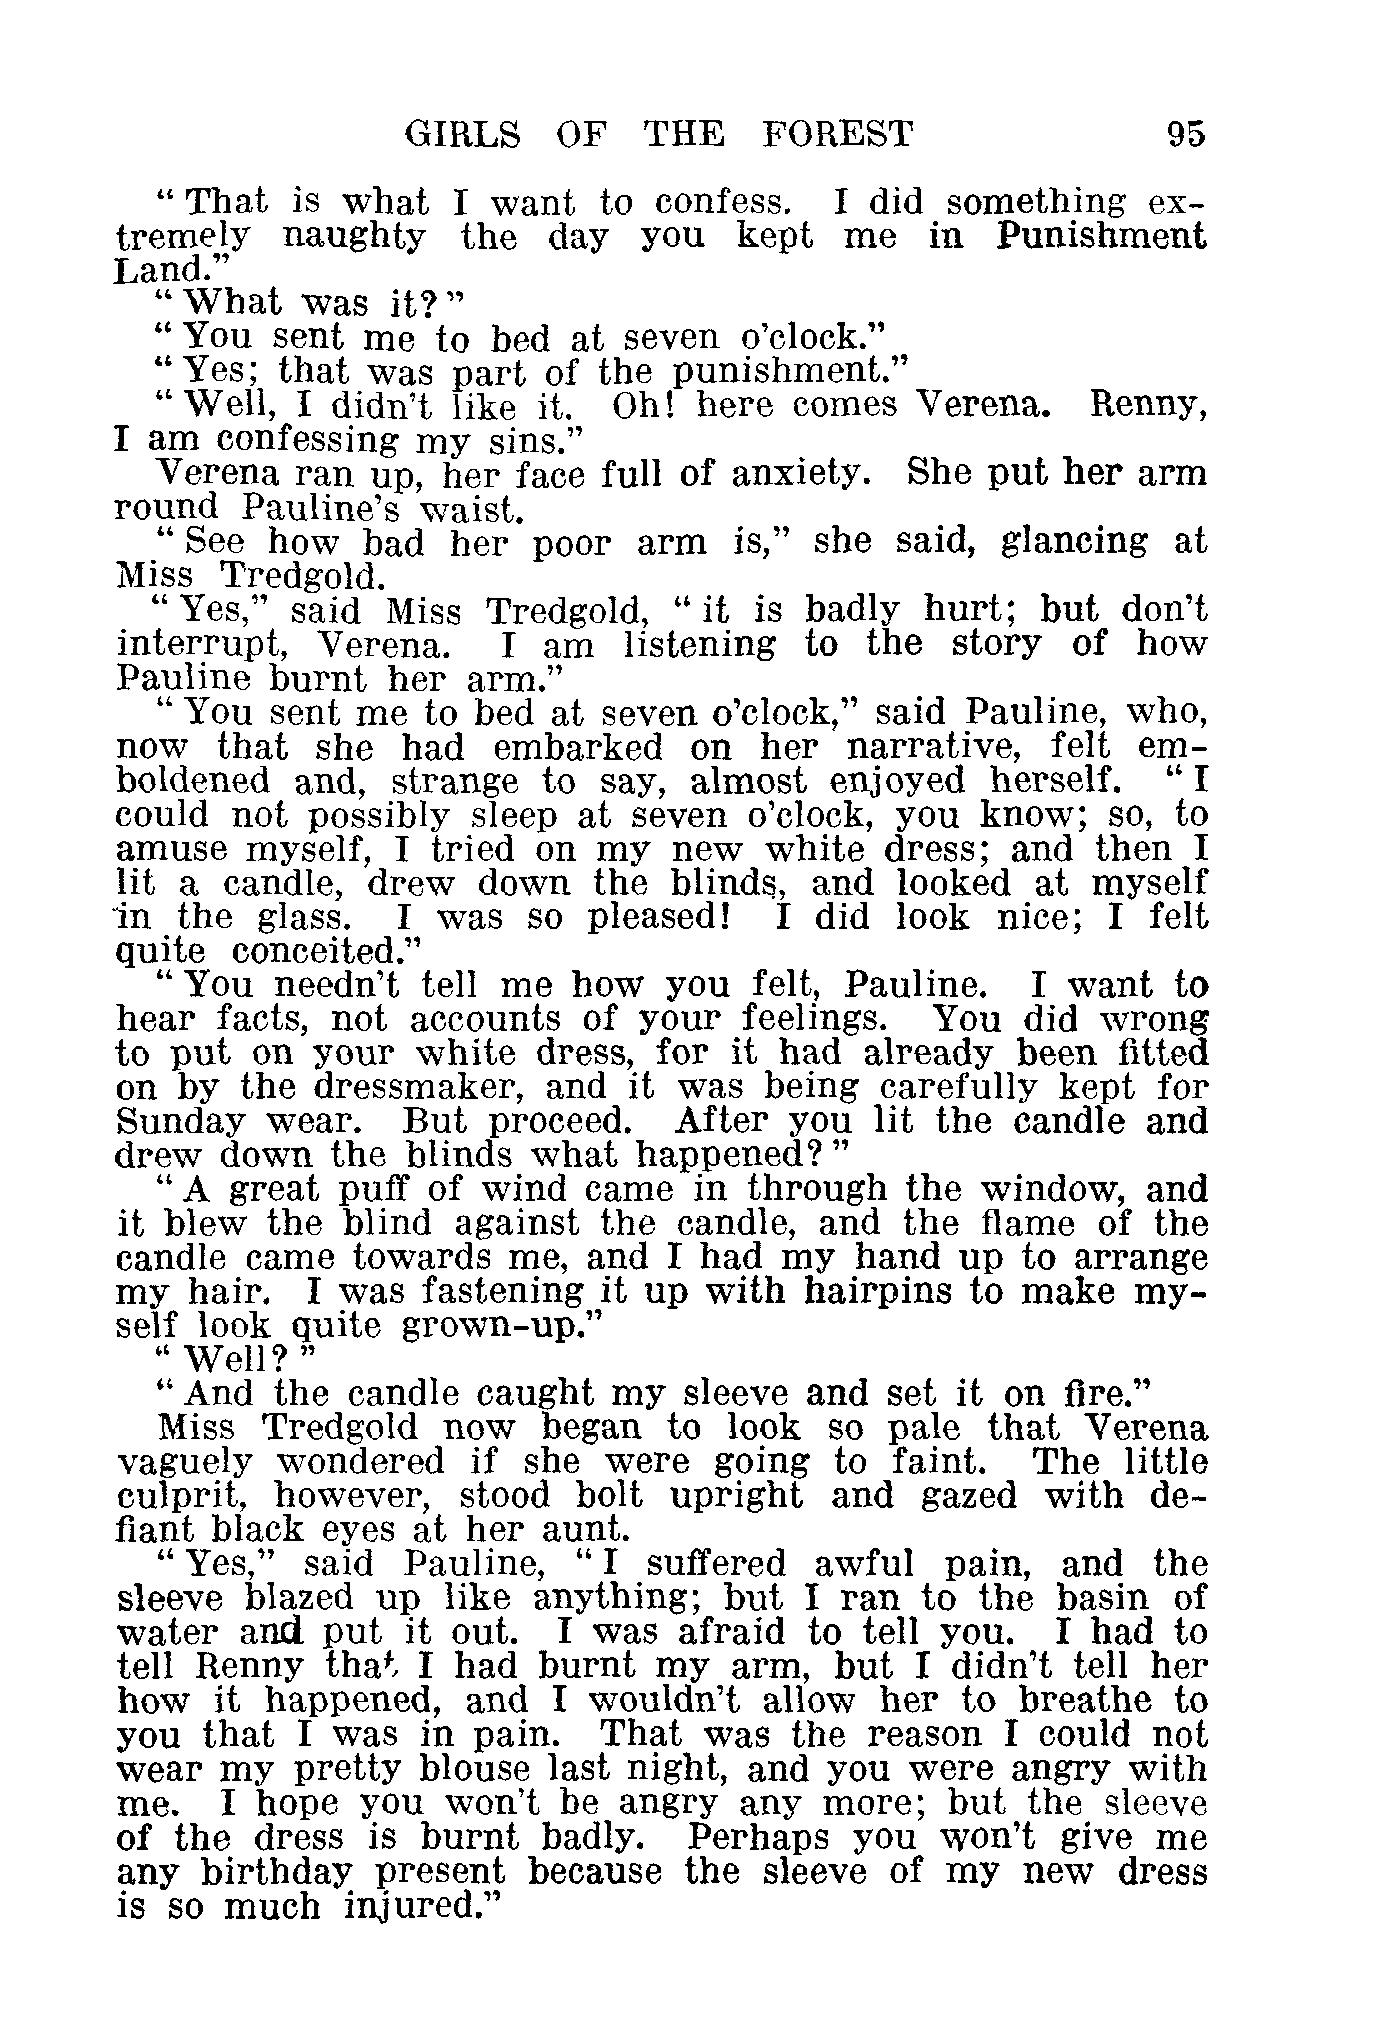 GIRLS OF THE FOREST 95
" That is what I want to confess. I did something ex-
tremely naughty the day you kept me in Punishment
Land."
" What was it? "
" You sent me to bed at seven o'clock."
" Yes; that was part of the punishment."
" Well, I didn't like it. Oh! here comes Verena. Renny,
I am confessing my sins."
Verena ran up, her face full of anxiety. She put her arm
round Pauline's waist.
" See how bad her poor arm is," she said, glancing at
Miss Tredgold.
" Yes," said Miss Tredgold, " it is badly hurt; but don't
interrupt, Verena. I am listening to the story of how
Pauline burnt her arm."
" You sent me to bed at seven o'clock," said Pauline, who,
now that she had embarked on her narrative, felt em-
boldened and, strange to say, almost enjoyed herself. " I
could not possibly sleep at seven o'clock, you know; so, to
amuse myself, I tried on my new white dress; and then I
lit a candle, drew down the blinds, and looked at myself
in the glass. I was so pleased! I did look nice; I felt
quite conceited."
" You needn't tell me how you felt, Pauline. I want to
hear facts, not accounts of your feelings. You did wrong
to put on your white dress, for it had already been fitted
on by the dressmaker, and it was being carefully kept for
Sunday wear. But proceed. After you lit the candle and
drew down the blinds what happened? "
" A great puff of wind came in through the window, and
it blew the blind against the candle, and the flame of the
candle came towards me, and I had my hand up to arrange
my hair. I was fastening it up with hairpins to make my-
self look quite grown-up."
" Well? "
" And the candle caught my sleeve and set it on fire."
Miss Tredgold now began to look so pale that Verena
vaguely wondered if she were going to faint. The little
culprit, however, stood bolt upright and gazed with de-
fiant black eyes at her aunt.
" Yes," said Pauline, " I suffered awful pain, and the
sleeve blazed up like anything; but I ran to the basin of
water and put it out. I was afraid to tell you. I had to
tell Renny that I had burnt my arm, but I didn't tell her
how it happened, and I wouldn't allow her to breathe to
you that I was in pain. That was the reason I could not
wear my pretty blouse last night, and you were angry with
me. I hope you won't be angry any more; but the sleeve
of the dress is burnt badly. Perhaps you won't give me
any birthday present because the sleeve of my new dress
is so much injured."